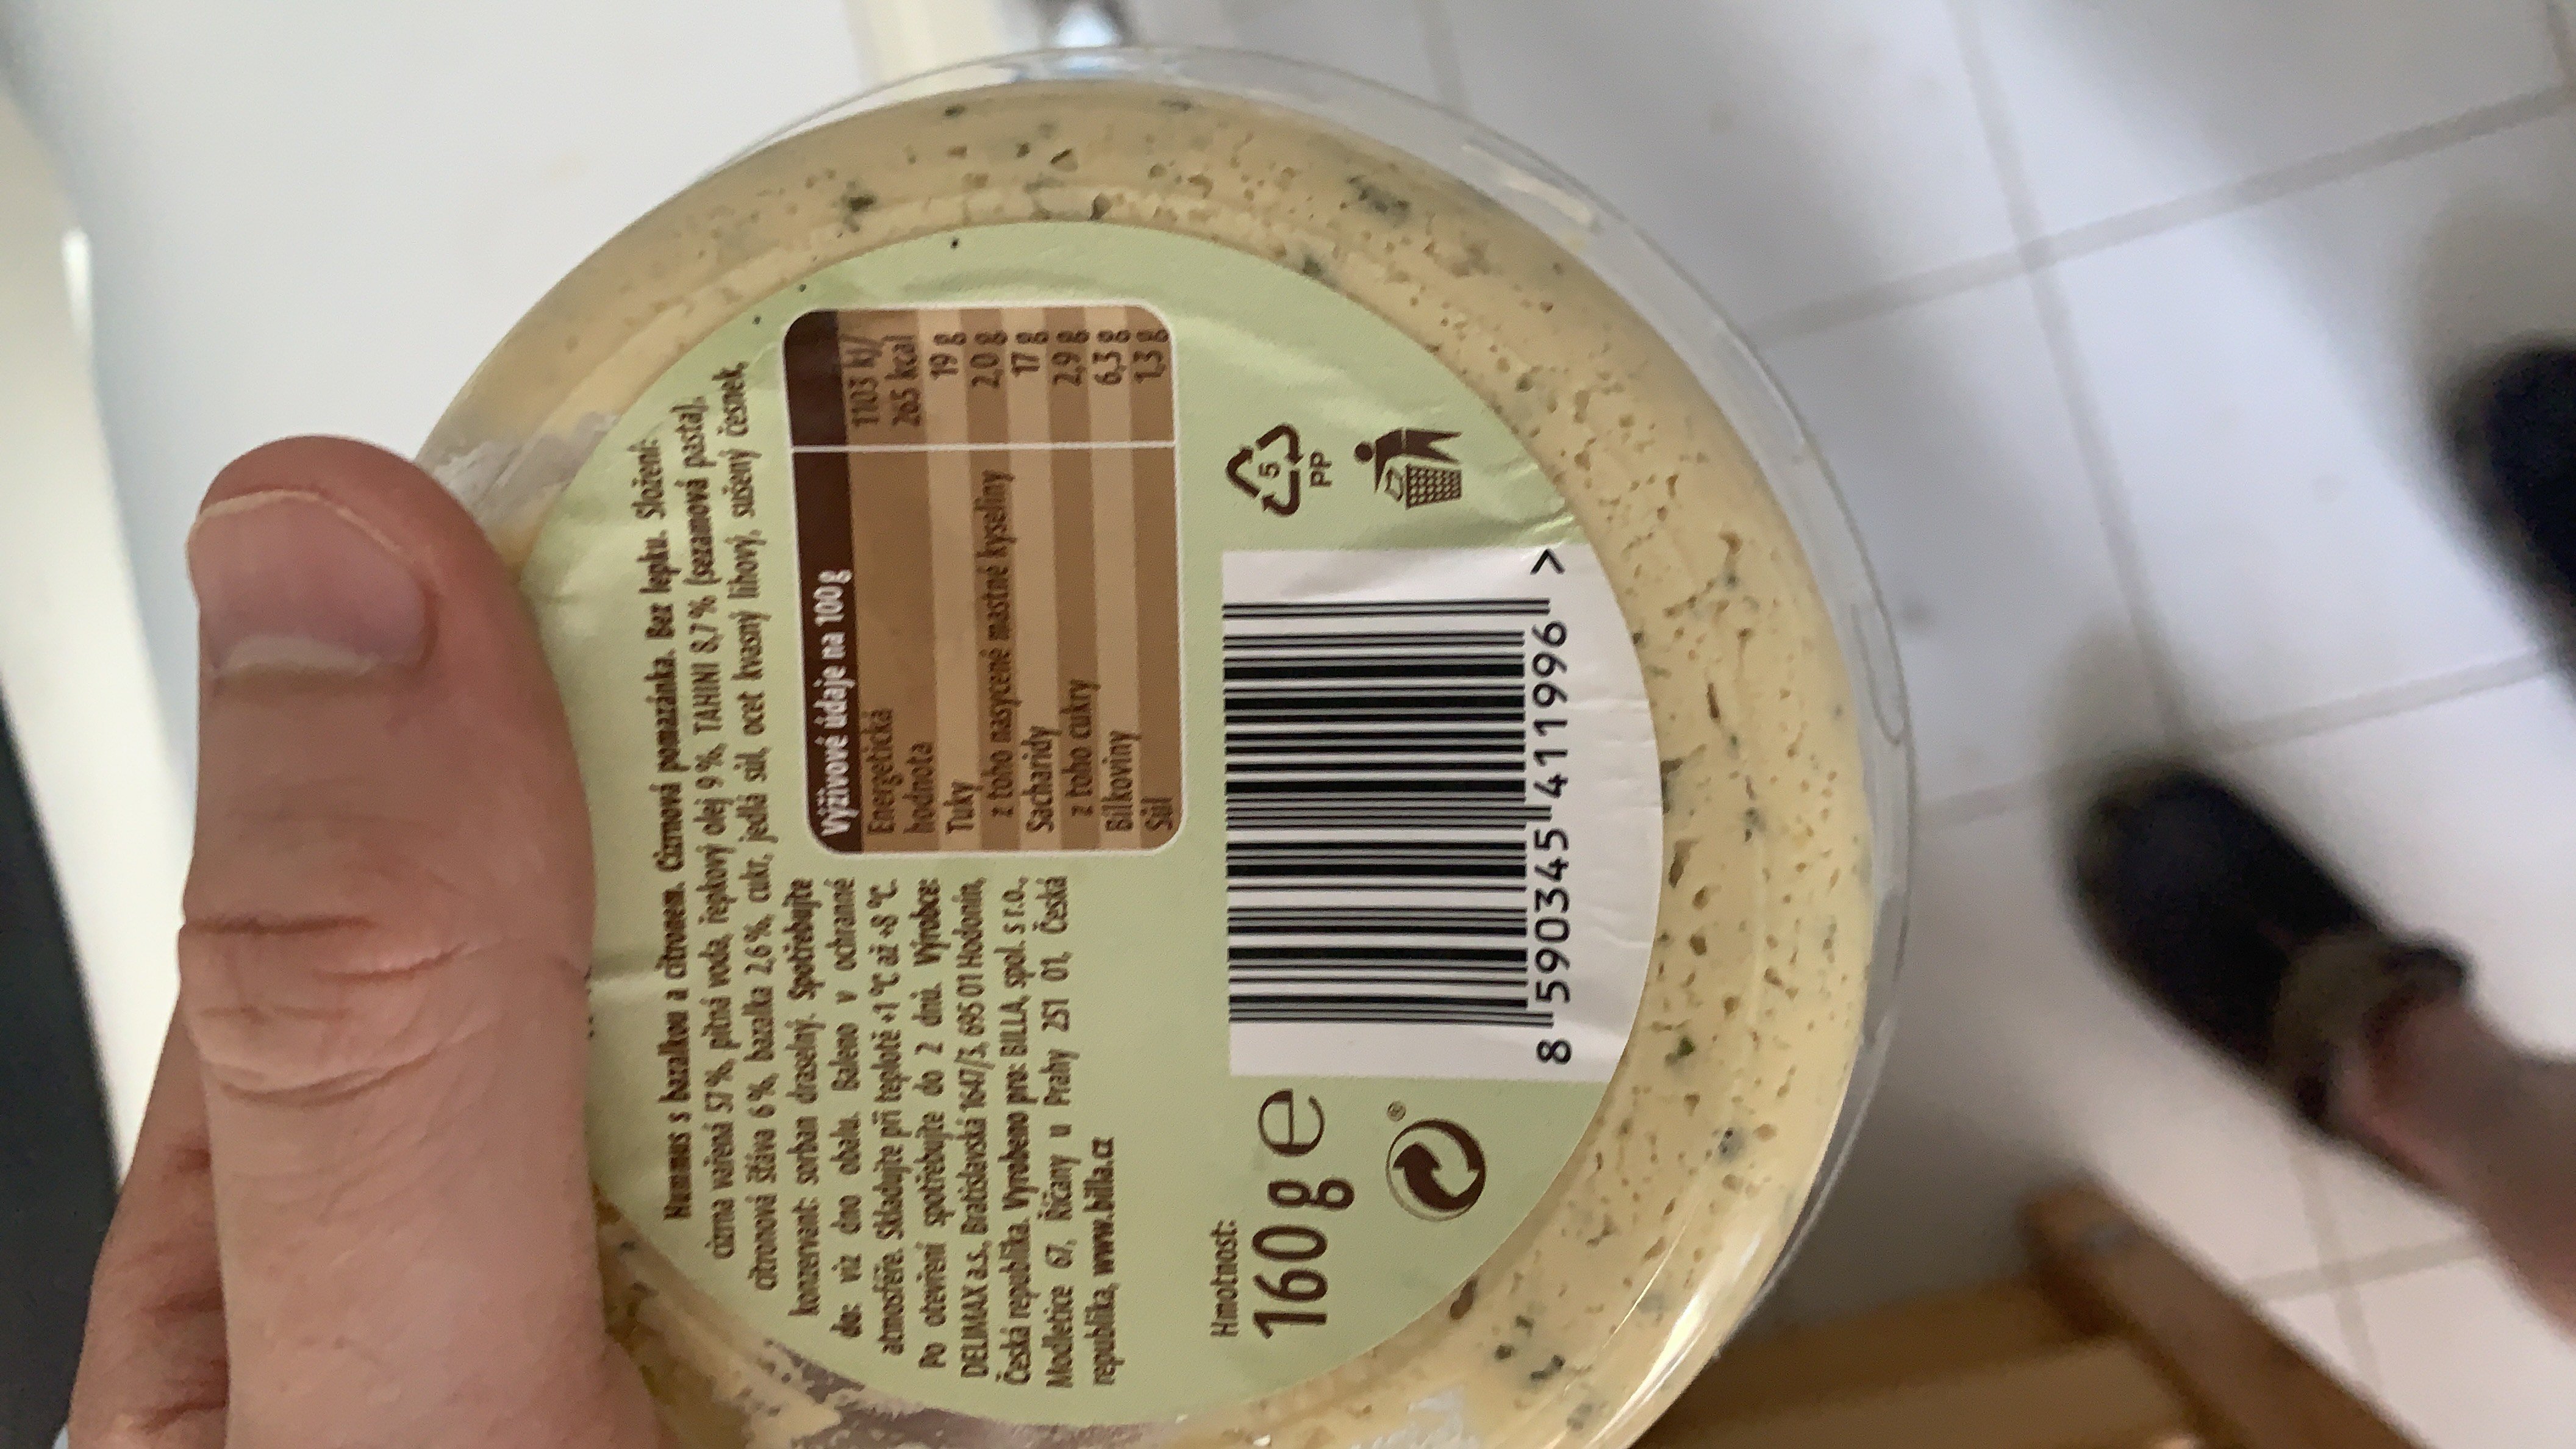 Humus s bazalkou a citronem. Cizrnová pomazánka. Bez lepku. Složení:
cizrna vařená 57 %, pitná voda, řepkový olej 9 %, TAHINI 8,7 % (sezamová pasta),
citronová šťáva 6 %, bazalka 2,6 %, cukr, jedlá sůl, ocet kvasný lihový, sušený česnek,
konzervant: sorban draselný. Spotřebujte
do: viz dno obalu. Baleno v ochranné
atmosféře. Skladujte při teplotě +1 °C až +8 °C.
Po otevření spotřebujte do 2 dnů. Výrobce:
DELIMAX a.s., Bratislavská 1647/3, 695 01 Hodonín,
Česká republika. Vyrobeno pro: BILLA, spol. s r.o.,
Modletice 67, Říčany u Prahy 251 01, Česká
republika, www.billa.cz
Výživové údaje na 100g
Energetická 1103 kJ/
hodnota 265 kcal
Tuky 19 g
z toho nasycené mastné kyseliny 2,0 g
Sacharidy 17 g
z toho cukry 2,9 g
Bílkoviny 6,3 g
Sůl 1,3 g
Hmotnost:
160g e
8 590345 411996 >
5
PP
®